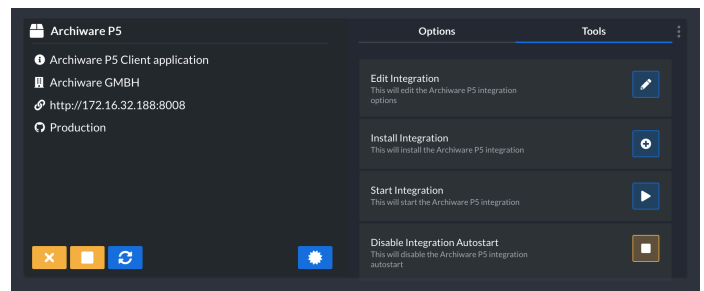 Archiware P5
Archiware P5 Client application
Archiware GMBH
http://172.16.32.188:8008
Production
Options
Tools
Edit Integration
This will edit the Archiware P5 integration
options
Install Integration
This will install the Archiware P5 integration
Start Integration
This will start the Archiware P5 integration
Disable Integration Autostart
This will disable the Archiware P5 integration
autostart